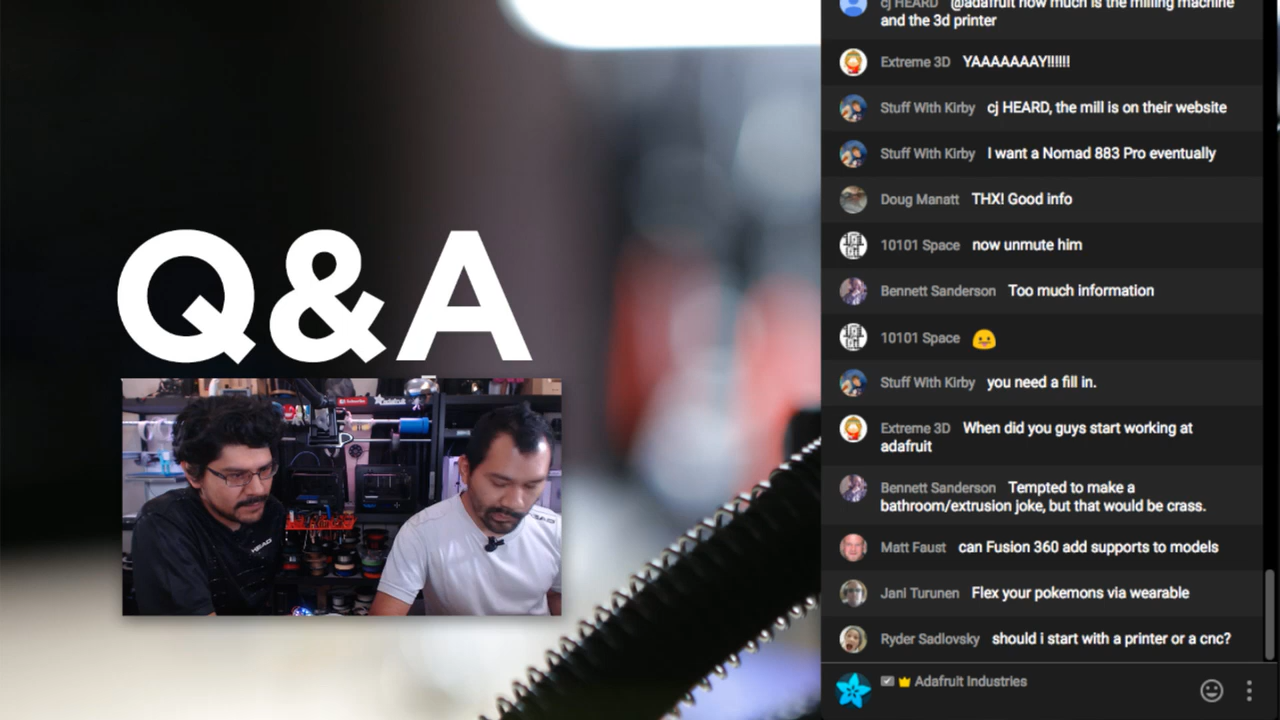 Q&A
HEAD
cj HEARD @adafruit how much is the milling machine
and the 3d printer
Extreme 3D YAAAAAAAY!!!!!!
Stuff With Kirby cj HEARD, the mill is on their website
Stuff With Kirby I want a Nomad 883 Pro eventually
Doug Manatt THX! Good info
10101 Space now unmute him
Bennett Sanderson Too much information
10101 Space
Stuff With Kirby you need a fill in.
Extreme 3D When did you guys start working at
adafruit
Bennett Sanderson Tempted to make a
bathroom/extrusion joke, but that would be crass.
Matt Faust can Fusion 360 add supports to models
Jani Turunen Flex your pokemons via wearable
Ryder Sadlovsky should i start with a printer or a cnc?
Adafruit Industries